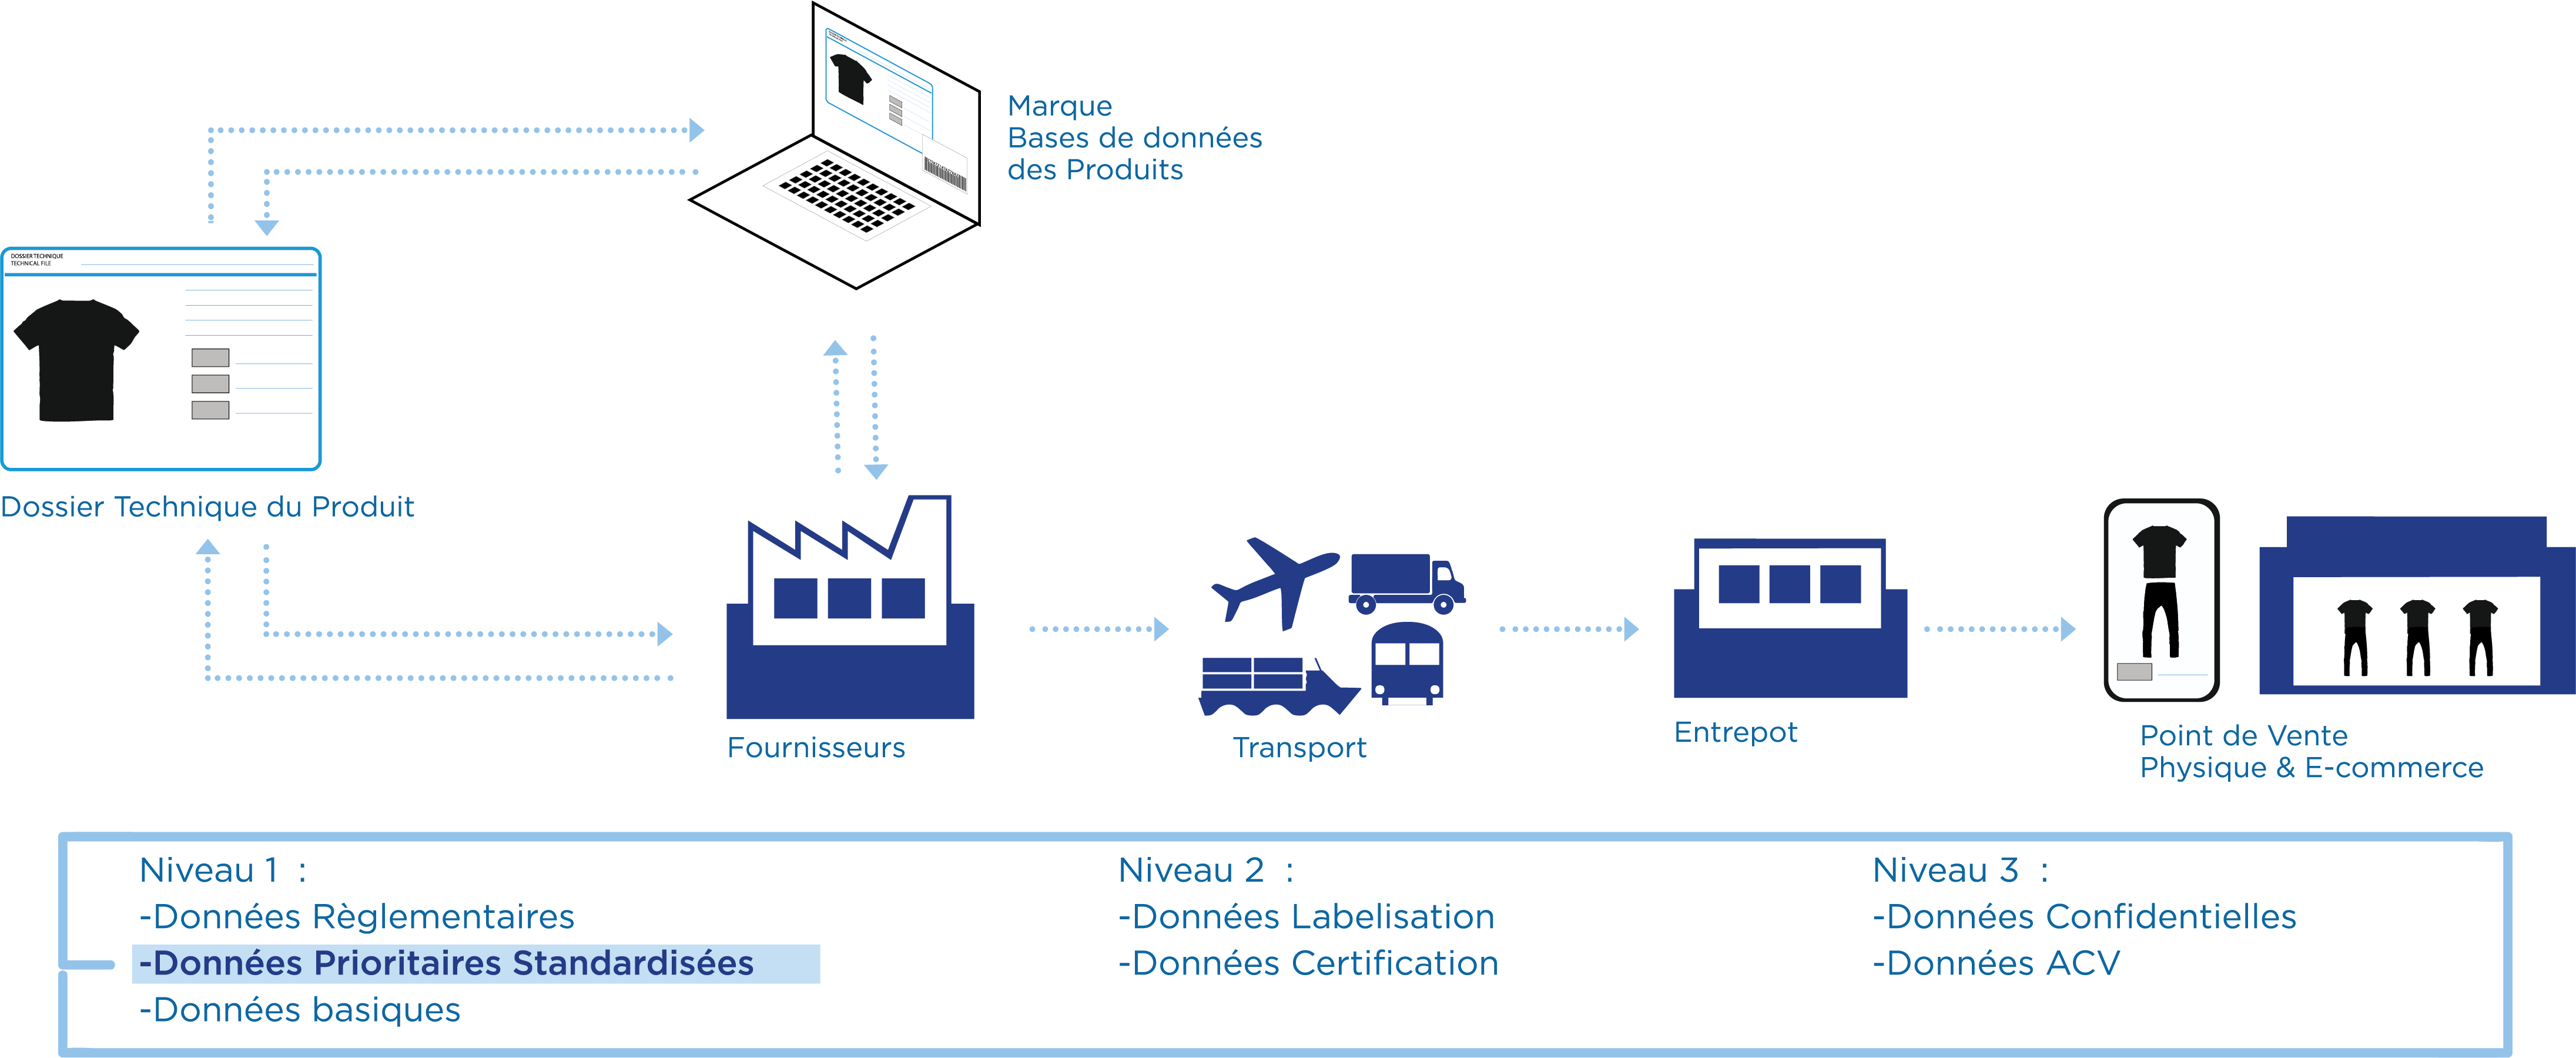 Marque
Bases de données
des Produits
DOSSIER TECHNIQUE
TECHNICAL FILE
Dossier Technique du Produit
Fournisseurs
Transport
Entrepot
Point de Vente
Physique & E-commerce
Niveau 1 :
-Données Règlementaires
-Données Prioritaires Standardisées
-Données basiques
Niveau 2 :
-Données Labelisation
-Données Certification
Niveau 3 :
-Données Confidentielles
-Données ACV